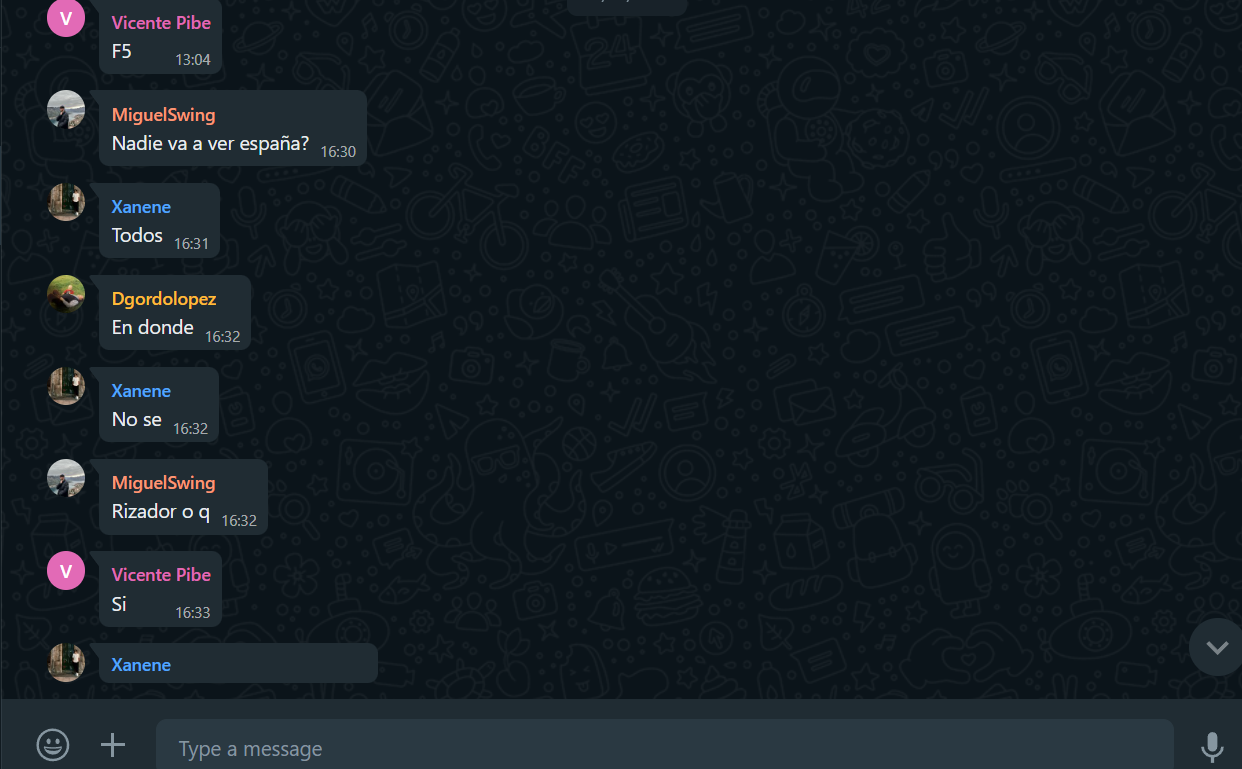 V
Vicente Pibe
F5
13:04
MiguelSwing
Nadie va a ver españa?
16:30
Xanene
Todos
16:31
Dgordolopez
En donde
16:32
Xanene
No se
16:32
MiguelSwing
Rizador o q
16:32
V
Vicente Pibe
Si
16:33
Xanene
Type a message